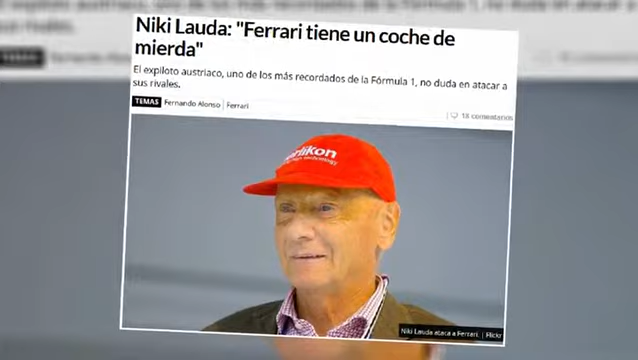 Niki Lauda: "Ferrari tiene un coche de
mierda"
El expiloto austriaco, uno de los más recordados de la Fórmula 1, no duda en atacar a
sus rivales.
TEMAS Fernando Alonso Ferrari
18 comentarios
Niki Lauda ataca a Ferrari. | Flickr